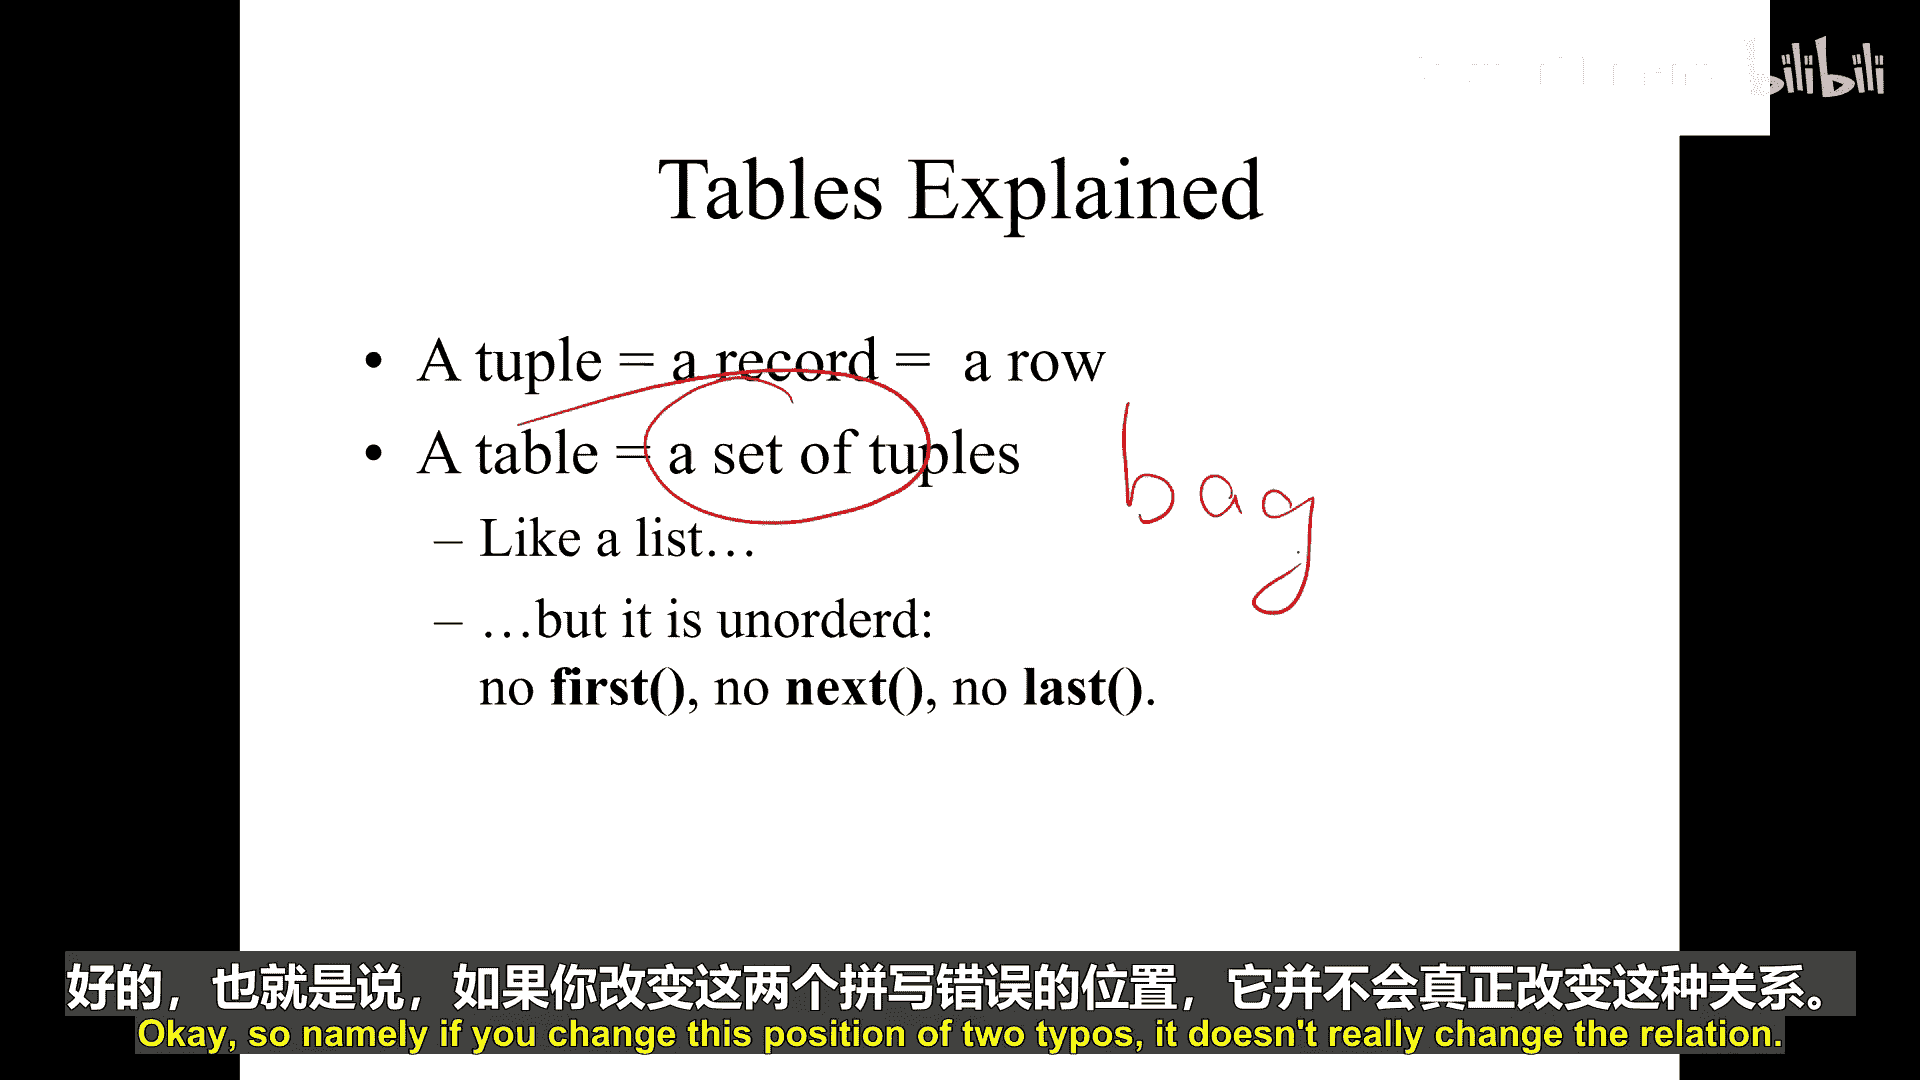 bilibili
Tables Explained
• A tuple = a record = a row
• A table = a set of tuples
bag
– Like a list…
– …but it is unorderd:
no first(), no next(), no last().
好的，也就是说，如果你改变这两个拼写错误的位置，它并不会真正改变这种关系。
Okay, so namely if you change this position of two typos, it doesn't really change the relation.